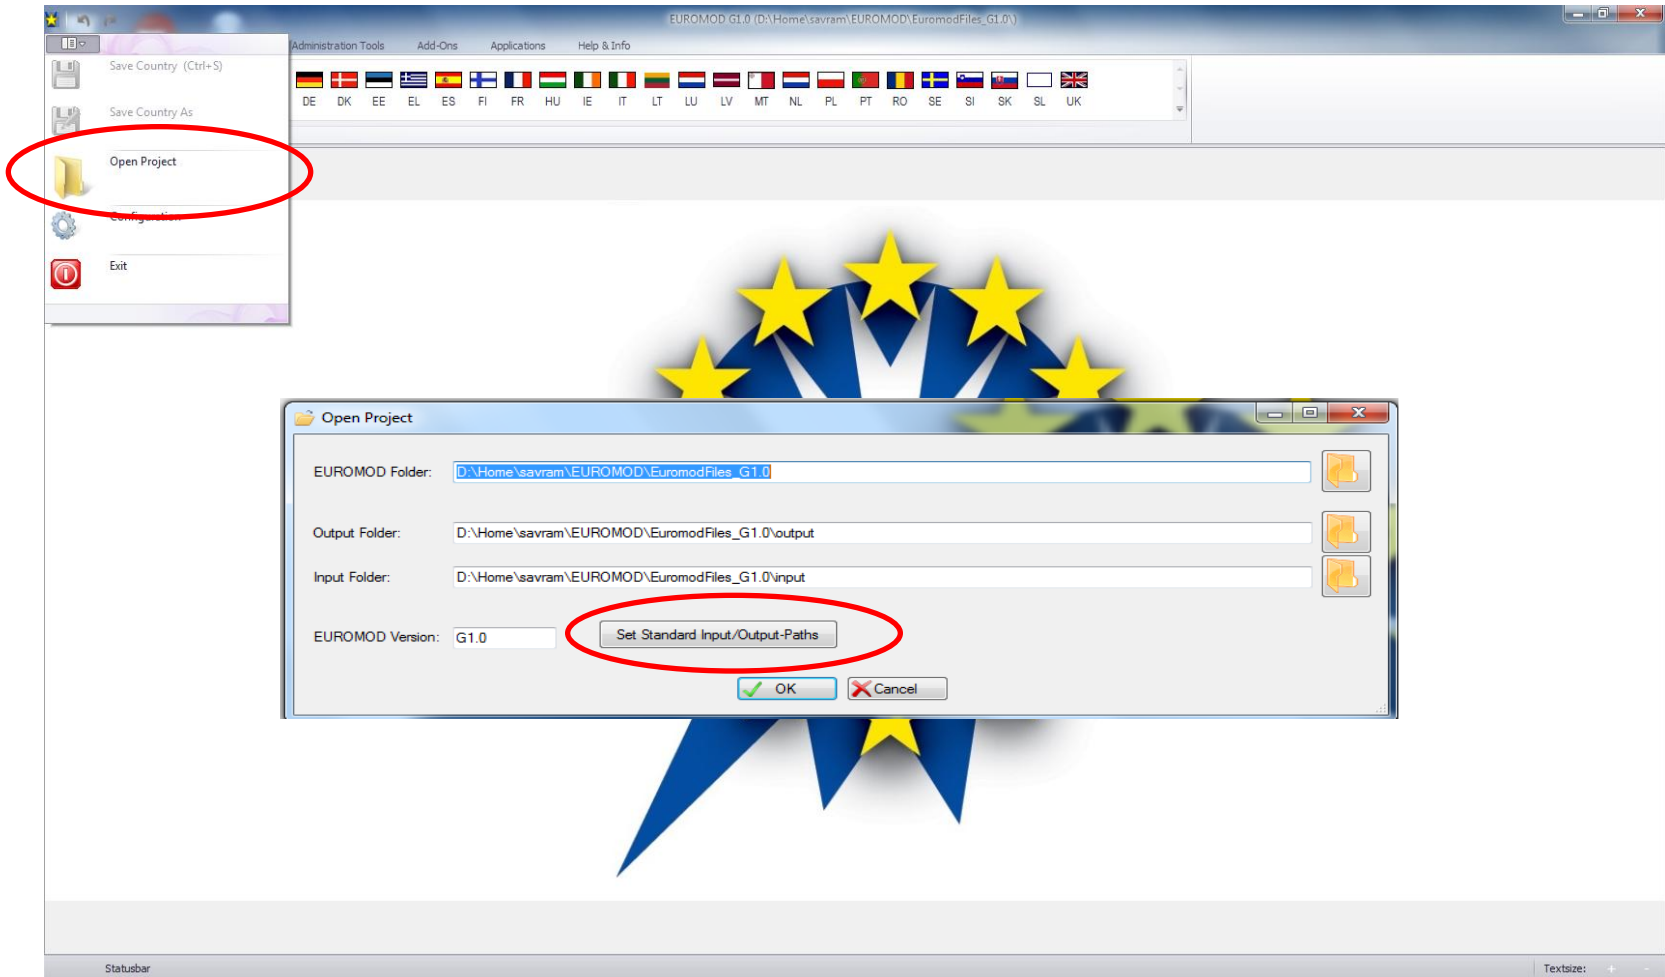 EUROMOD G1.0 (D:\Home\savram\EUROMOD\EuromodFiles_G1.0\)
Administration Tools Add-Ons Applications Help & Info
Save Country (Ctrl+S)
DE DK EE EL ES FI FR HU IE IT LT LU LV MT NL PL PT RO SE SI SK SL UK
Save Country As
Open Project
Configuration
Exit
Open Project
EUROMOD Folder: D:\Home\savram\EUROMOD\EuromodFiles_G1.0
Output Folder: D:\Home\savram\EUROMOD\EuromodFiles_G1.0\output
Input Folder: D:\Home\savram\EUROMOD\EuromodFiles_G1.0\input
EUROMOD Version: G1.0 Set Standard Input/Output-Paths
OK Cancel
Statusbar Textsize: + -